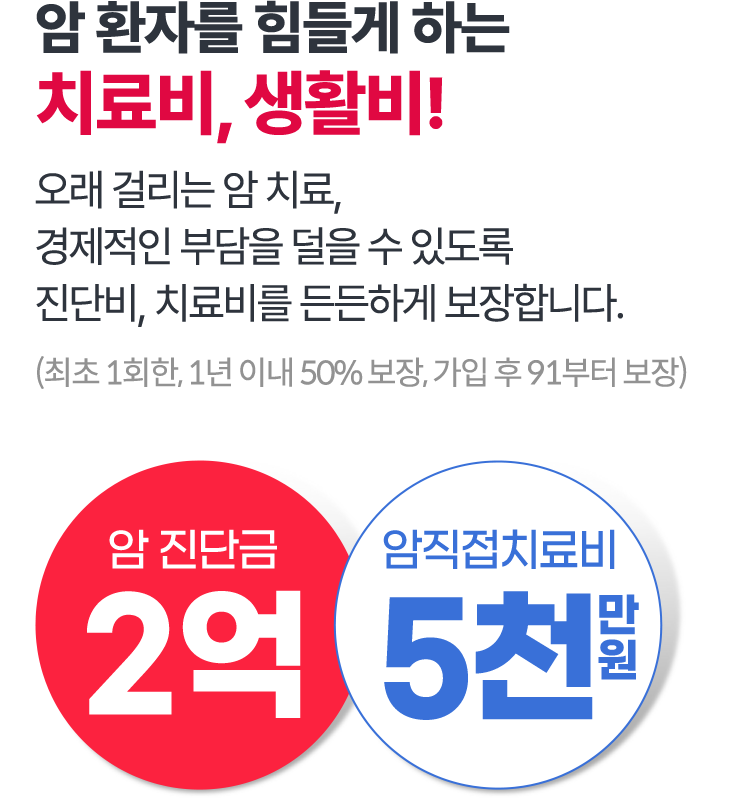 암 환자를 힘들게 하는
치료비, 생활비!
오래 걸리는 암 치료,
경제적인 부담을 덜을 수 있도록
진단비, 치료비를 든든하게 보장합니다.
(최초 1회한, 1년 이내 50% 보장, 가입 후 91부터 보장)
암 진단금
2억
암직접치료비
5천만원